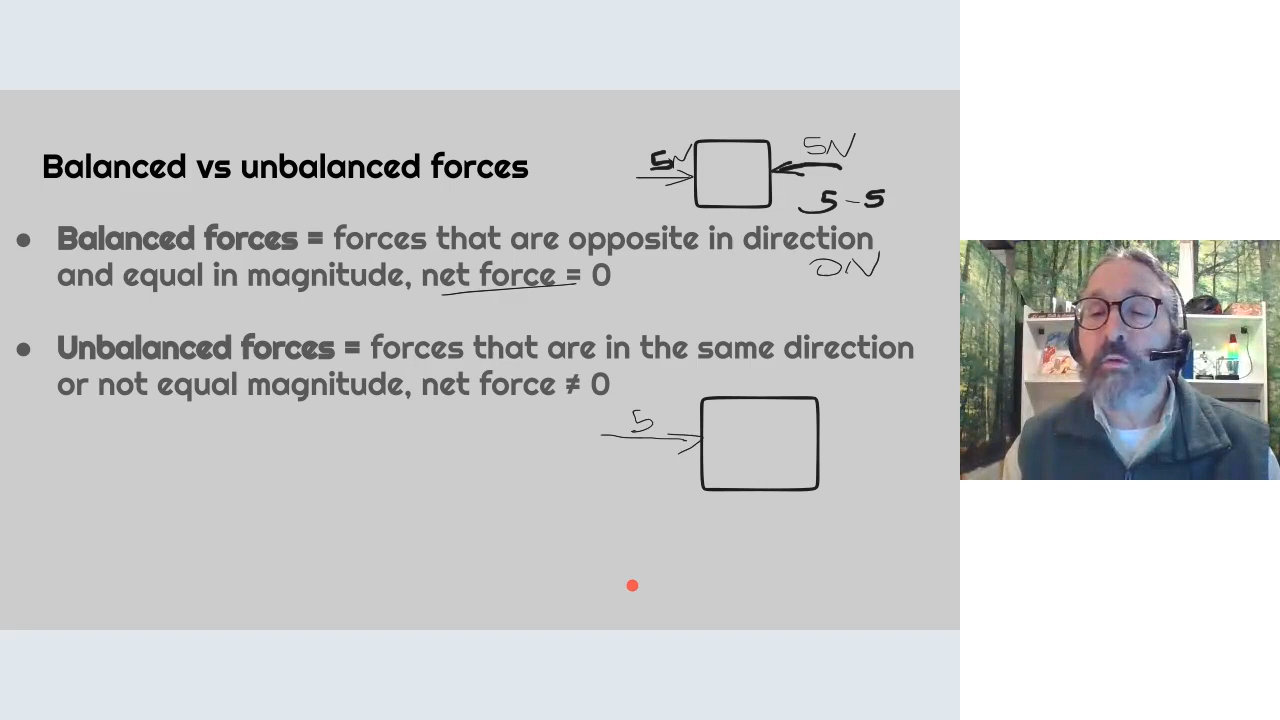 Balanced vs unbalanced forces
5N
5N
5-5
● Balanced forces = forces that are opposite in direction
and equal in magnitude, net force = 0
0N
● Unbalanced forces = forces that are in the same direction
or not equal magnitude, net force ≠ 0
5